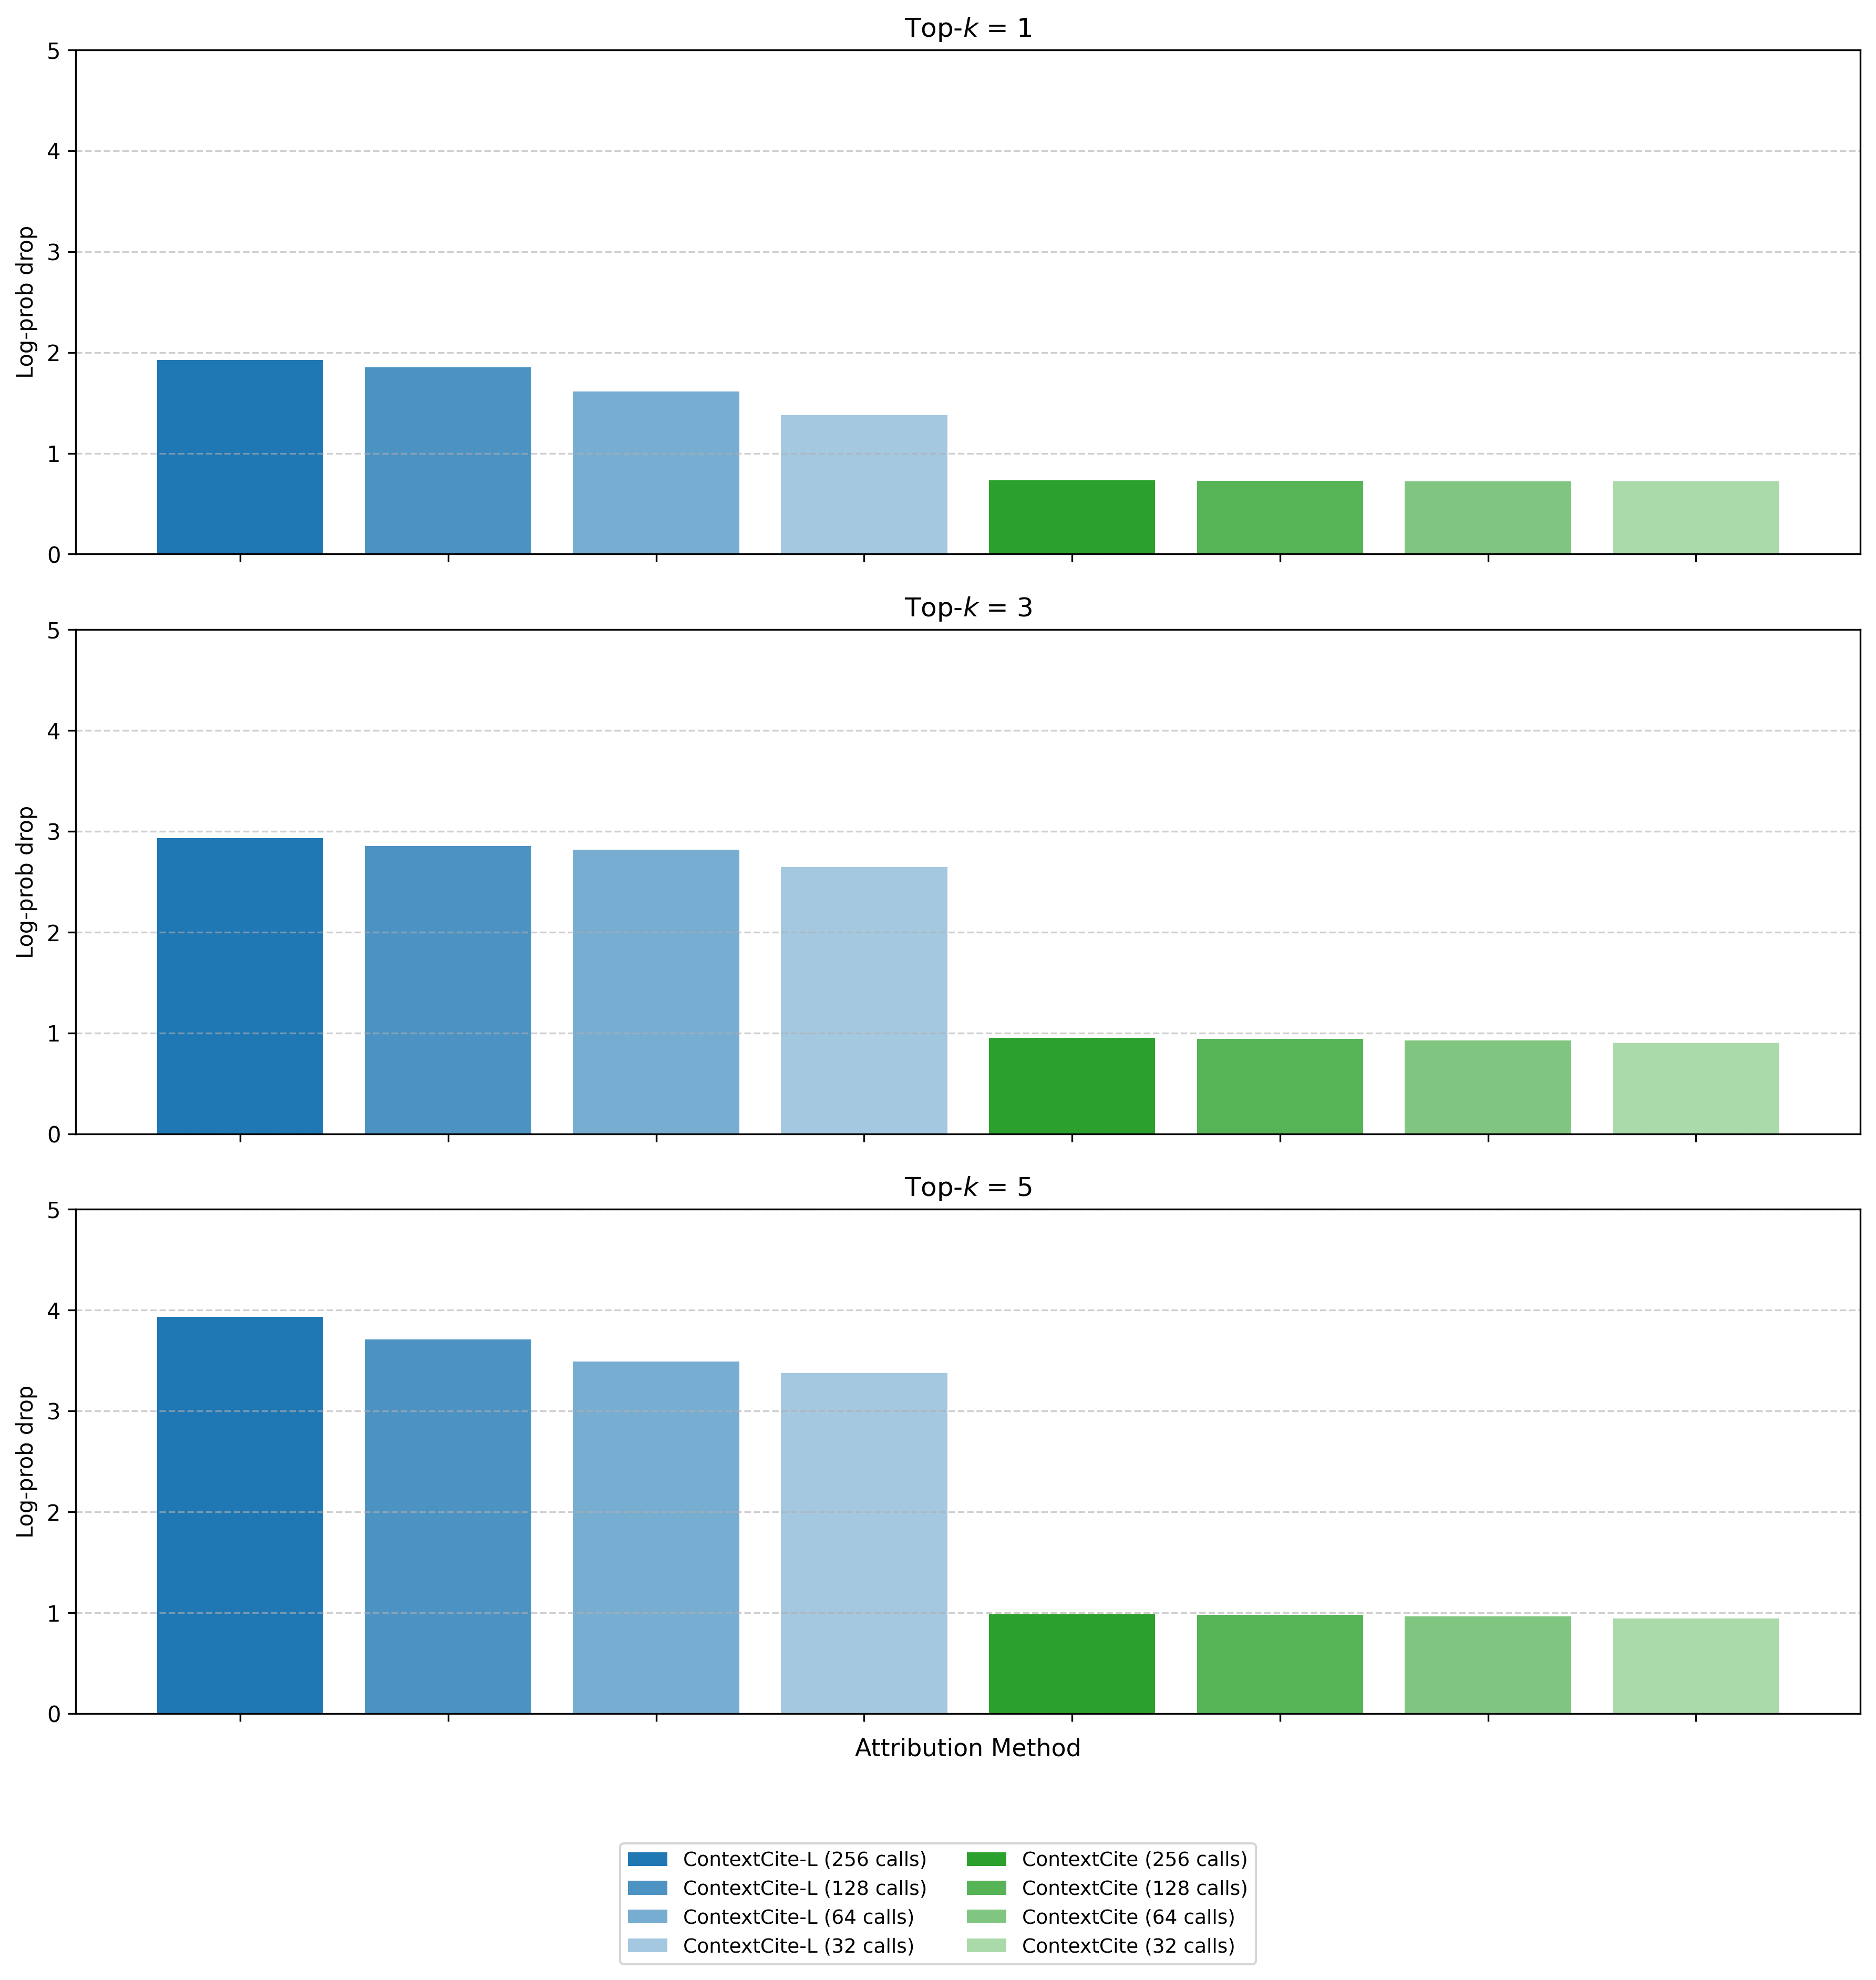 Top-k = 1
5
4
3
2
1
0
Log-prob drop
Top-k = 3
5
4
3
2
1
0
Log-prob drop
Top-k = 5
5
4
3
2
1
0
Log-prob drop
Attribution Method
ContextCite-L (256 calls)
ContextCite-L (128 calls)
ContextCite-L (64 calls)
ContextCite-L (32 calls)
ContextCite (256 calls)
ContextCite (128 calls)
ContextCite (64 calls)
ContextCite (32 calls)